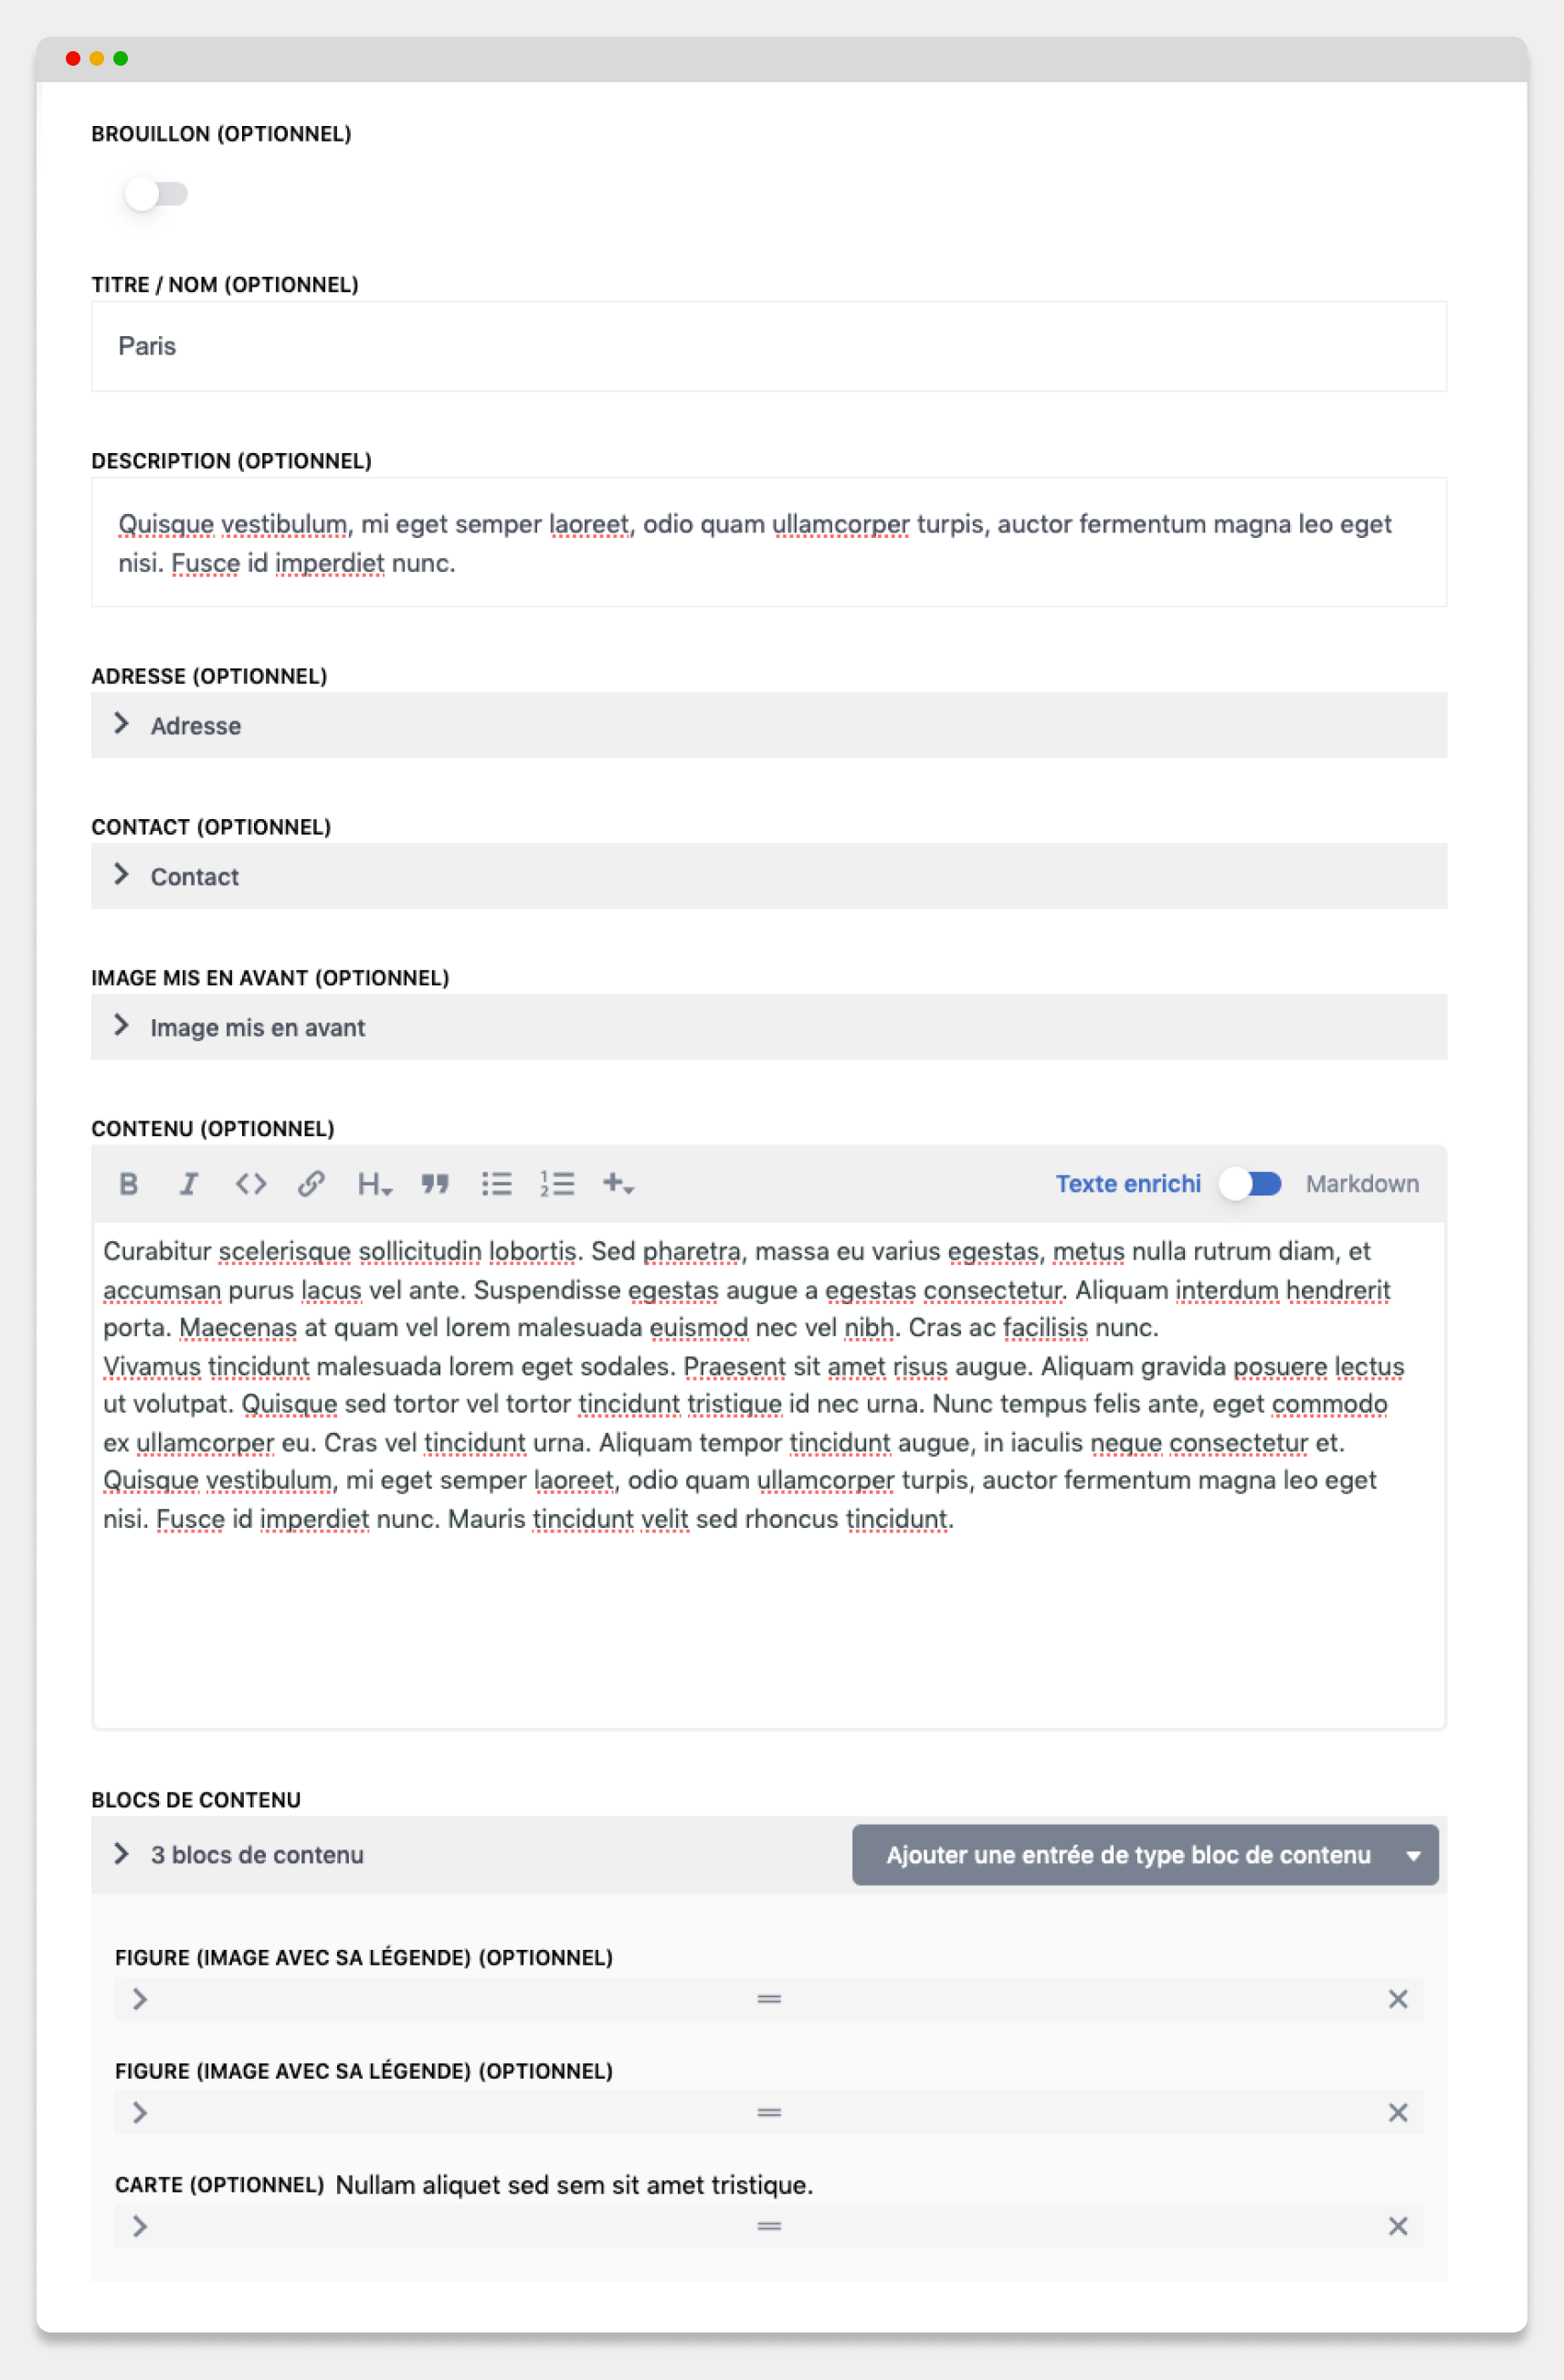 BROUILLON (OPTIONNEL)
TITRE / NOM (OPTIONNEL)
Paris
DESCRIPTION (OPTIONNEL)
Quisque vestibulum, mi eget semper laoreet, odio quam ullamcorper turpis, auctor fermentum magna leo eget
nisi. Fusce id imperdiet nunc.
ADRESSE (OPTIONNEL)
Adresse
CONTACT (OPTIONNEL)
Contact
IMAGE MIS EN AVANT (OPTIONNEL)
Image mis en avant
CONTENU (OPTIONNEL)
B I <> H Texte enrichi Markdown
Curabitur scelerisque sollicitudin lobortis. Sed pharetra, massa eu varius egestas, metus nulla rutrum diam, et
accumsan purus lacus vel ante. Suspendisse egestas augue a egestas consectetur. Aliquam interdum hendrerit
porta. Maecenas at quam vel lorem malesuada euismod nec vel nibh. Cras ac facilisis nunc.
Vivamus tincidunt malesuada lorem eget sodales. Praesent sit amet risus augue. Aliquam gravida posuere lectus
ut volutpat. Quisque sed tortor vel tortor tincidunt tristique id nec urna. Nunc tempus felis ante, eget commodo
ex ullamcorper eu. Cras vel tincidunt urna. Aliquam tempor tincidunt augue, in iaculis neque consectetur et.
Quisque vestibulum, mi eget semper laoreet, odio quam ullamcorper turpis, auctor fermentum magna leo eget
nisi. Fusce id imperdiet nunc. Mauris tincidunt velit sed rhoncus tincidunt.
BLOCS DE CONTENU
3 blocs de contenu Ajouter une entrée de type bloc de contenu
FIGURE (IMAGE AVEC SA LÉGENDE) (OPTIONNEL)
FIGURE (IMAGE AVEC SA LÉGENDE) (OPTIONNEL)
CARTE (OPTIONNEL) Nullam aliquet sed sem sit amet tristique.